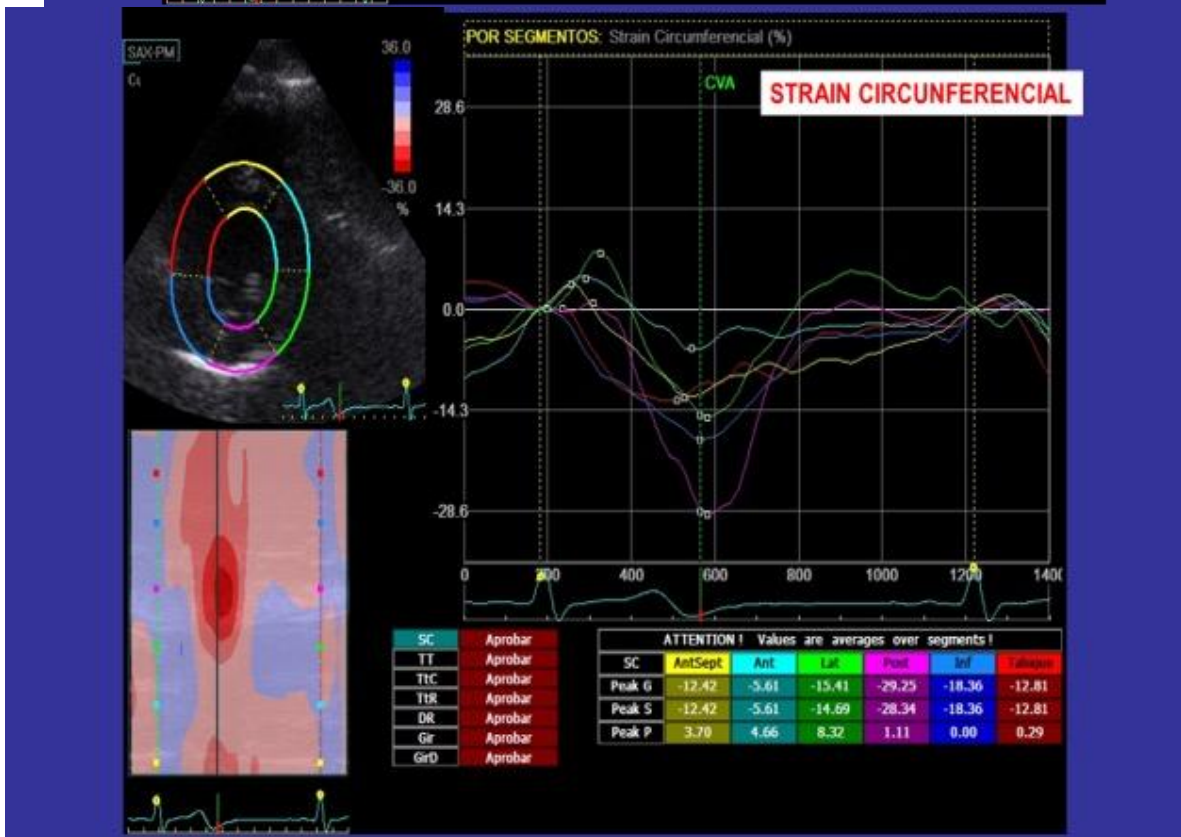 SAX-PM
36.0
-36.0
%
POR SEGMENTOS: Strain Circumferencial (%)
CVA
STRAIN CIRCUNFERENCIAL
28.6
14.3
0.0
-14.3
-28.6
0 200 400 600 800 1000 1200 1400
SC Aprobar
TT Aprobar
TtC Aprobar
TtR Aprobar
DR Aprobar
Gir Aprobar
GirD Aprobar
ATTENTION ! Values are averages over segments !
SC AntSept Ant Lat Post Inf Tabique
Peak G -12.42 -5.61 -15.41 -29.25 -18.36 -12.81
Peak S -12.42 -5.61 -14.69 -28.34 -18.36 -12.81
Peak P 3.70 4.66 8.32 1.11 0.00 0.29